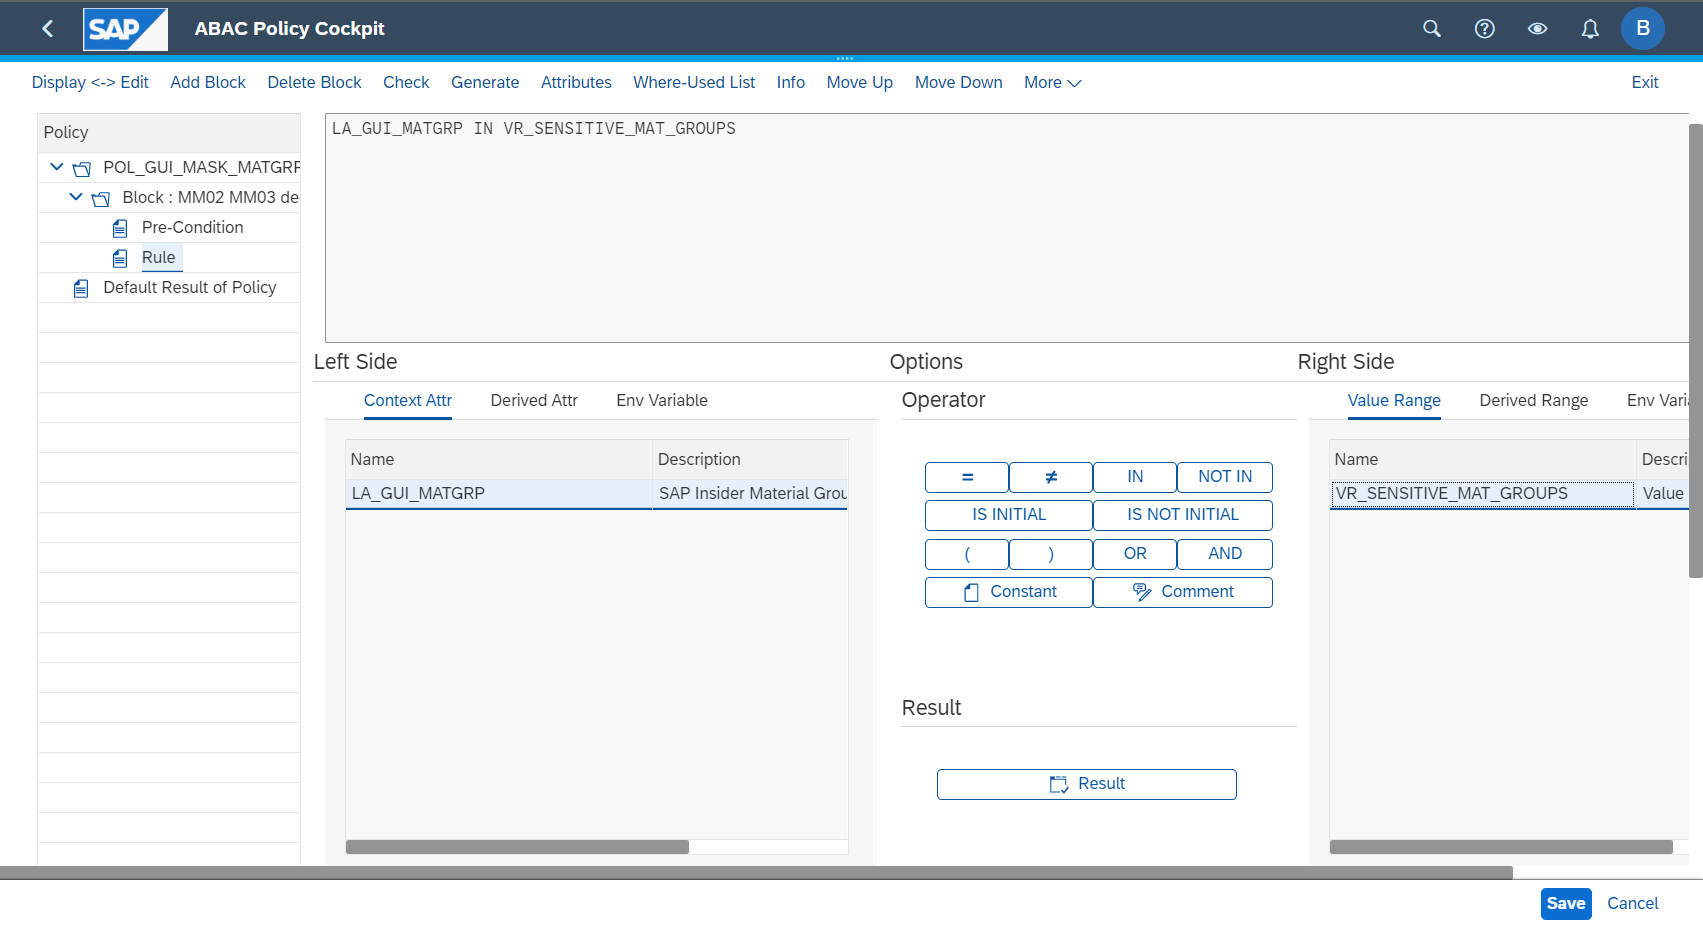 SAP
ABAC Policy Cockpit
B
Display <-> Edit Add Block Delete Block Check Generate Attributes Where-Used List Info Move Up Move Down More Exit
Policy
POL_GUI_MASK_MATGRP
Block : MM02 MM03 de
Pre-Condition
Rule
Default Result of Policy
LA_GUI_MATGRP IN VR_SENSITIVE_MAT_GROUPS
Left Side
Options
Right Side
Context Attr Derived Attr Env Variable
Name Description
LA_GUI_MATGRP SAP Insider Material Grou
Operator
= ≠ IN NOT IN
IS INITIAL IS NOT INITIAL
( ) OR AND
Constant Comment
Result
Result
Value Range Derived Range Env Varia
Name Descri
VR_SENSITIVE_MAT_GROUPS Value
Save Cancel